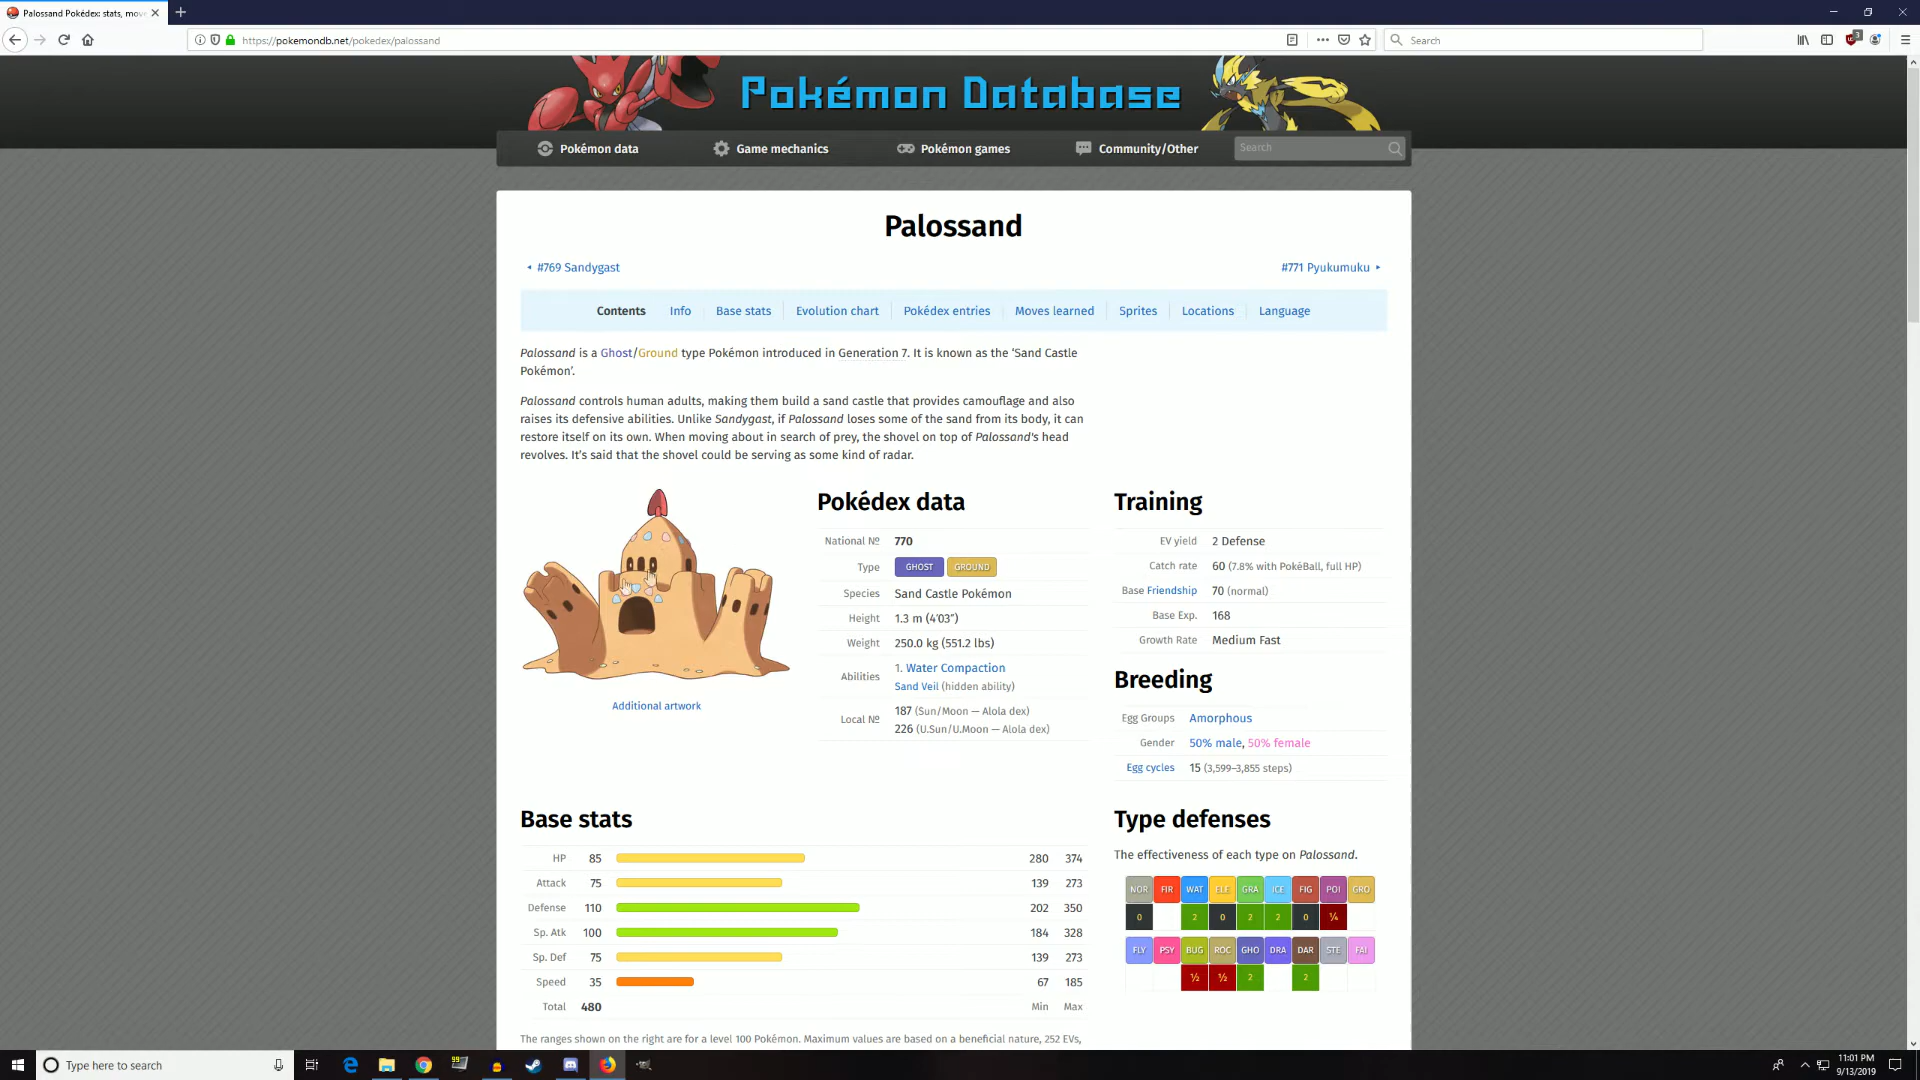 Palossand Pokédex: stats, mov
https://pokemondb.net/pokedex/palossand
Search
3
Pokémon Database
Pokémon data
Game mechanics
Pokémon games
Community/Other
Search
Palossand
#769 Sandygast
#771 Pyukumuku
Contents
Info
Base stats
Evolution chart
Pokédex entries
Moves learned
Sprites
Locations
Language
Palossand is a Ghost/Ground type Pokémon introduced in Generation 7. It is known as the ‘Sand Castle
Pokémon’.
Palossand controls human adults, making them build a sand castle that provides camouflage and also
raises its defensive abilities. Unlike Sandygast, if Palossand loses some of the sand from its body, it can
restore itself on its own. When moving about in search of prey, the shovel on top of Palossand's head
revolves. It’s said that the shovel could be serving as some kind of radar.
Additional artwork
Pokédex data
National № 770
Type GHOST GROUND
Species Sand Castle Pokémon
Height 1.3 m (4′03″)
Weight 250.0 kg (551.2 lbs)
Abilities 1. Water Compaction
Sand Veil (hidden ability)
Local № 187 (Sun/Moon — Alola dex)
226 (U.Sun/U.Moon — Alola dex)
Training
EV yield 2 Defense
Catch rate 60 (7.8% with PokéBall, full HP)
Base Friendship 70 (normal)
Base Exp. 168
Growth Rate Medium Fast
Breeding
Egg Groups Amorphous
Gender 50% male, 50% female
Egg cycles 15 (3,599–3,855 steps)
Base stats
HP 85 280 374
Attack 75 139 273
Defense 110 202 350
Sp. Atk 100 184 328
Sp. Def 75 139 273
Speed 35 67 185
Total 480 Min Max
The ranges shown on the right are for a level 100 Pokémon. Maximum values are based on a beneficial nature, 252 EVs,
Type defenses
The effectiveness of each type on Palossand.
NOR FIR WAT ELE GRA ICE FIG POI GRO
0 2 0 2 2 0 ¼
FLY PSY BUG ROC GHO DRA DAR STE FAI
½ ½ 2 2
Type here to search
99
11:01 PM
9/13/2019